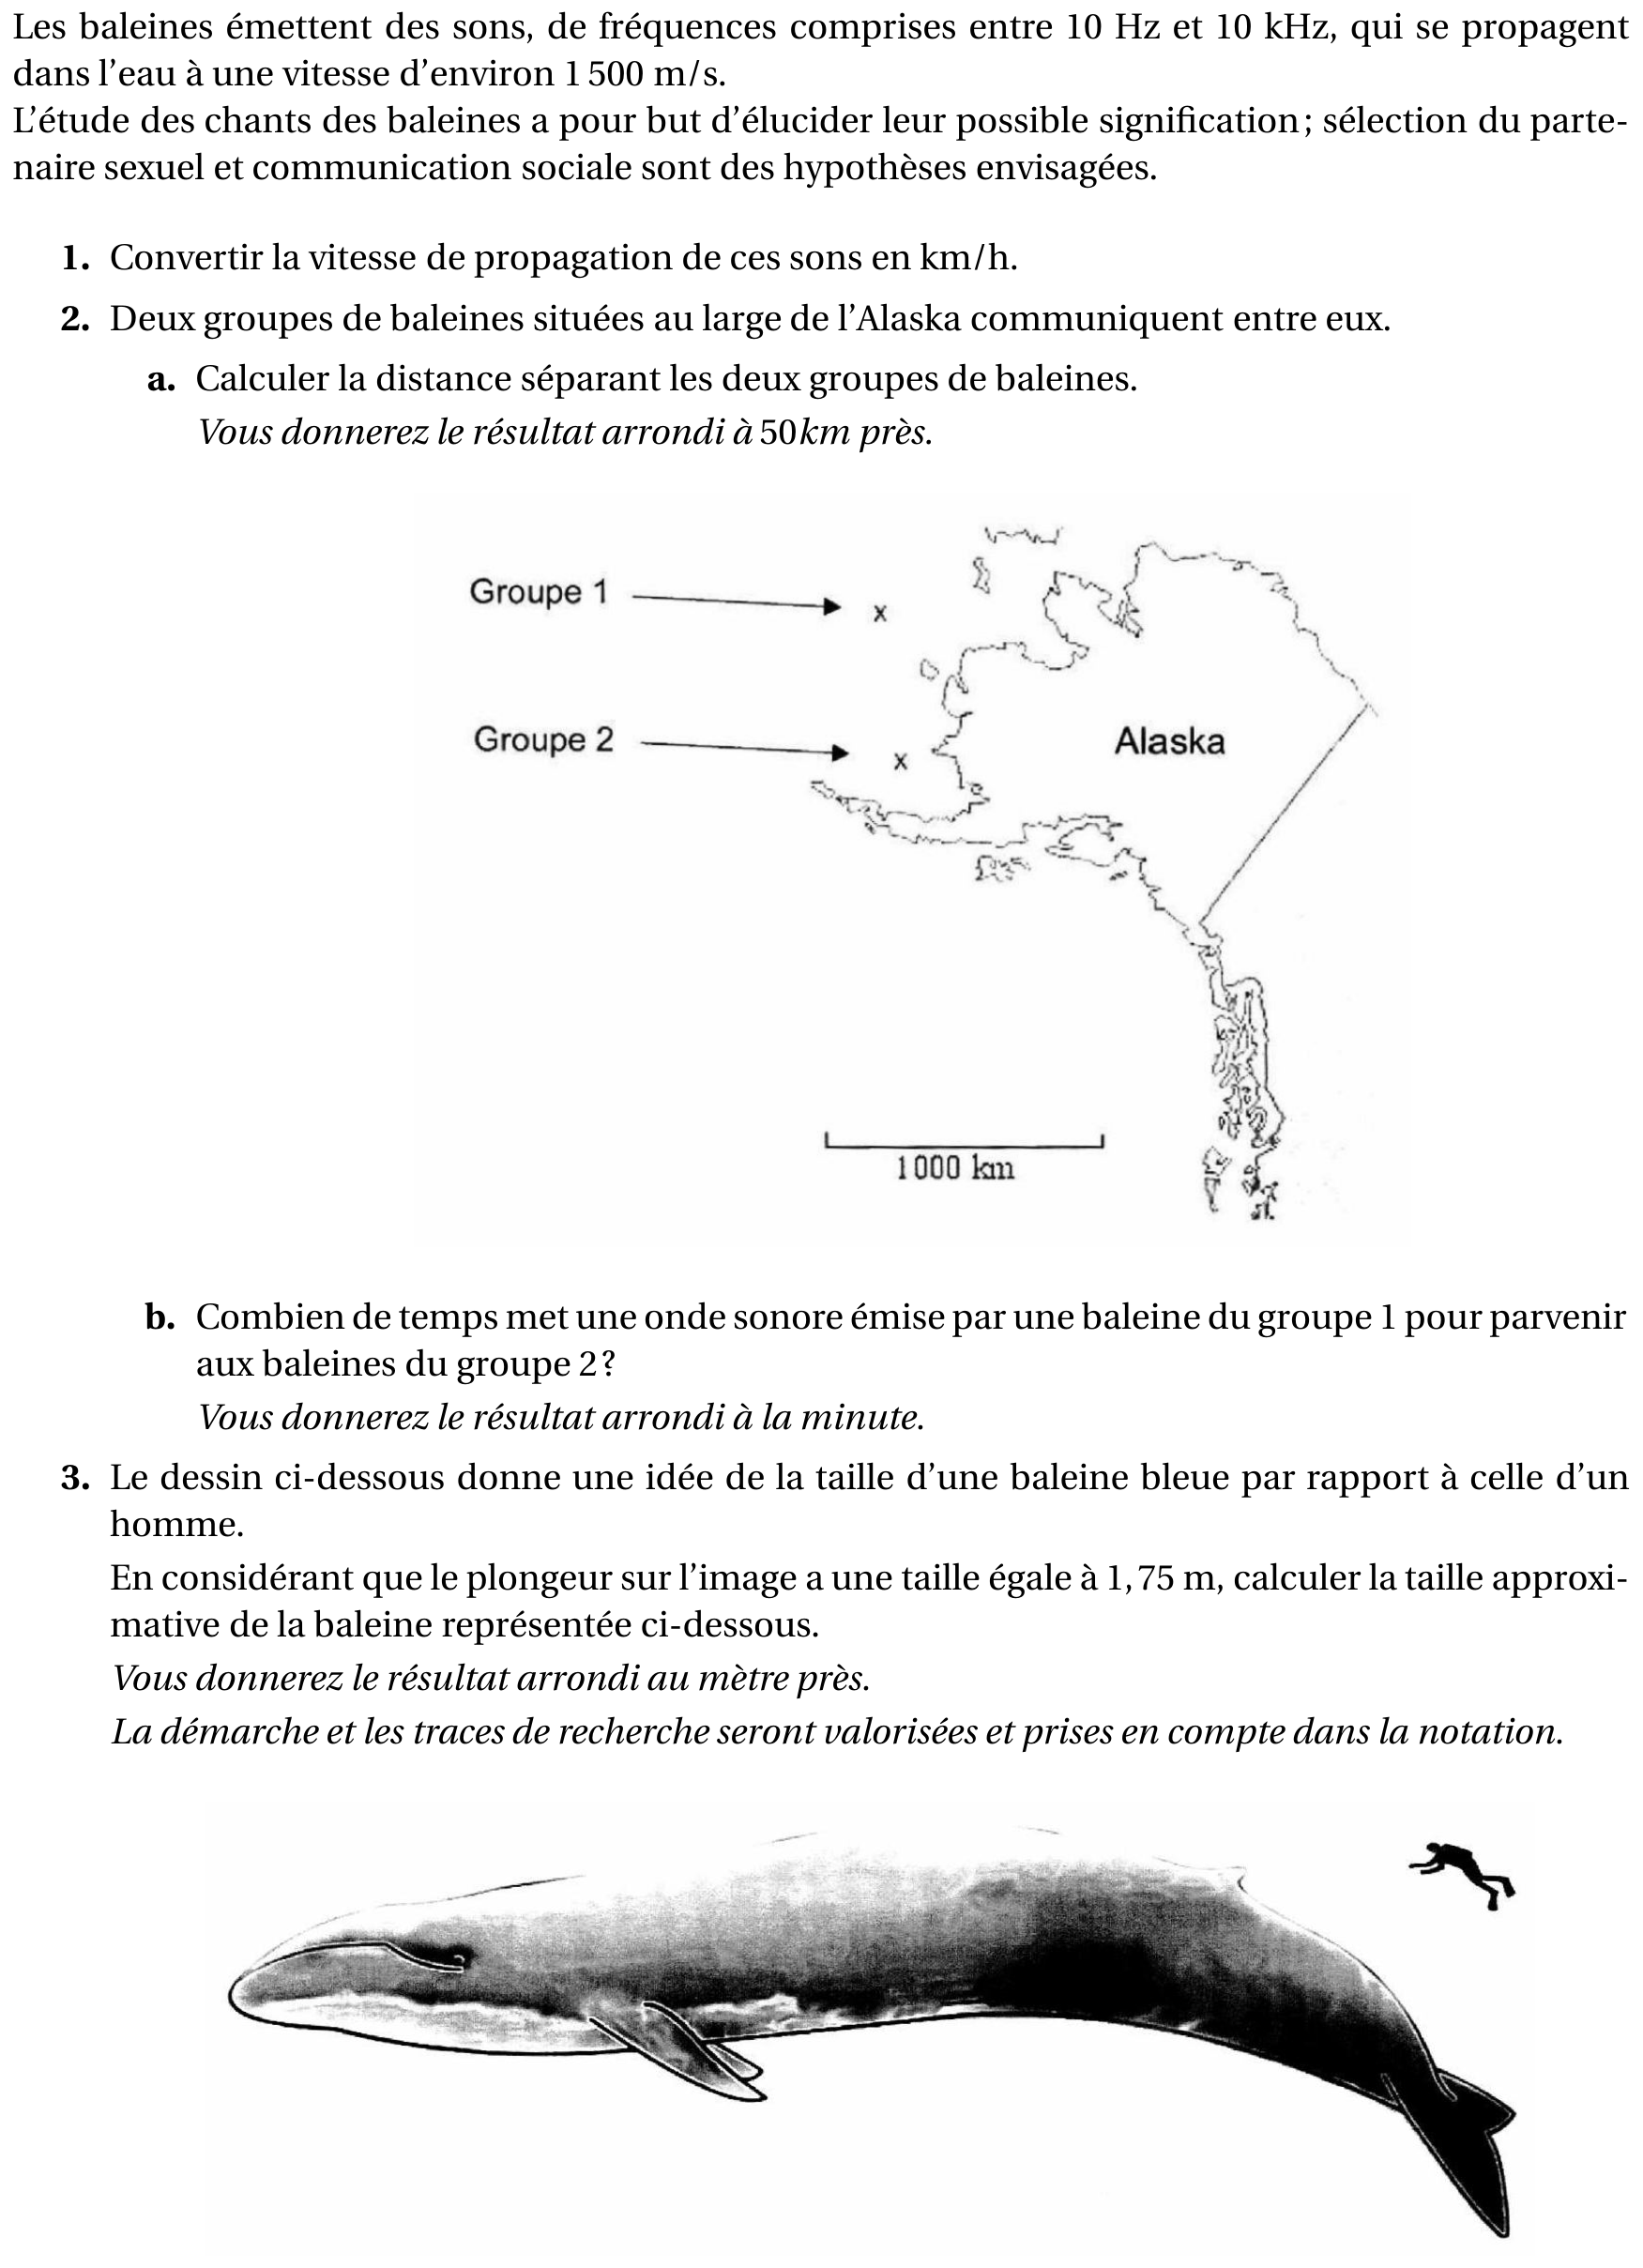 Les baleines émettent des sons, de fréquences comprises entre 10 Hz et 10 kHz, qui se propagent
dans l'eau à une vitesse d'environ 1 500 m/s.
L'étude des chants des baleines a pour but d'élucider leur possible signification; sélection du parte-
naire sexuel et communication sociale sont des hypothèses envisagées.
1. Convertir la vitesse de propagation de ces sons en km/h.
2. Deux groupes de baleines situées au large de l'Alaska communiquent entre eux.
a. Calculer la distance séparant les deux groupes de baleines.
Vous donnerez le résultat arrondi à 50km près.
Groupe 1
x
Groupe 2
x
Alaska
1000 km
b. Combien de temps met une onde sonore émise par une baleine du groupe 1 pour parvenir
aux baleines du groupe 2?
Vous donnerez le résultat arrondi à la minute.
3. Le dessin ci-dessous donne une idée de la taille d'une baleine bleue par rapport à celle d'un
homme.
En considérant que le plongeur sur l'image a une taille égale à 1,75 m, calculer la taille approxi-
mative de la baleine représentée ci-dessous.
Vous donnerez le résultat arrondi au mètre près.
La démarche et les traces de recherche seront valorisées et prises en compte dans la notation.